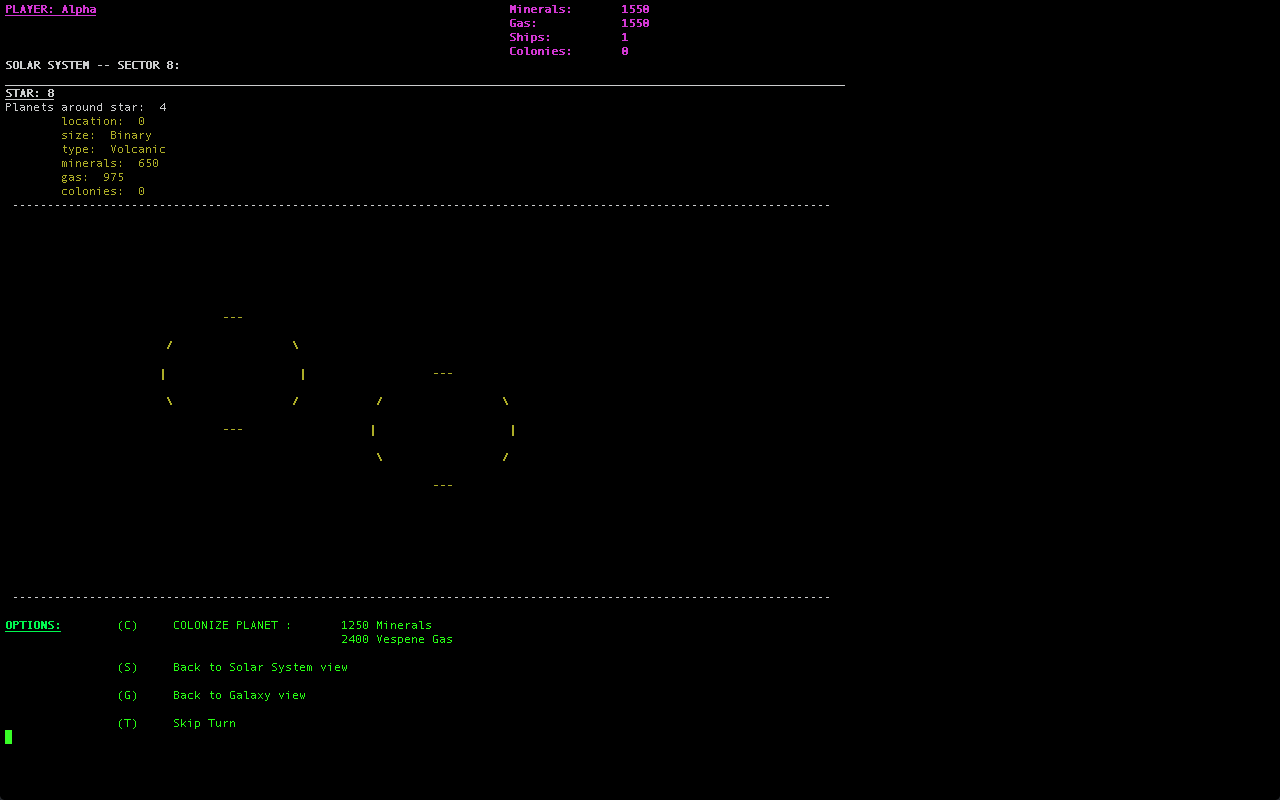 PLAYER: Alpha Minerals: 1550
Gas: 1550
Ships: 1
Colonies: 0
SOLAR SYSTEM -- SECTOR 8:
STAR: 8
Planets around star: 4
location: 0
size: Binary
type: Volcanic
minerals: 650
gas: 975
colonies: 0
OPTIONS: (C) COLONIZE PLANET : 1250 Minerals
2400 Vespene Gas
(S) Back to Solar System view
(G) Back to Galaxy view
(T) Skip Turn